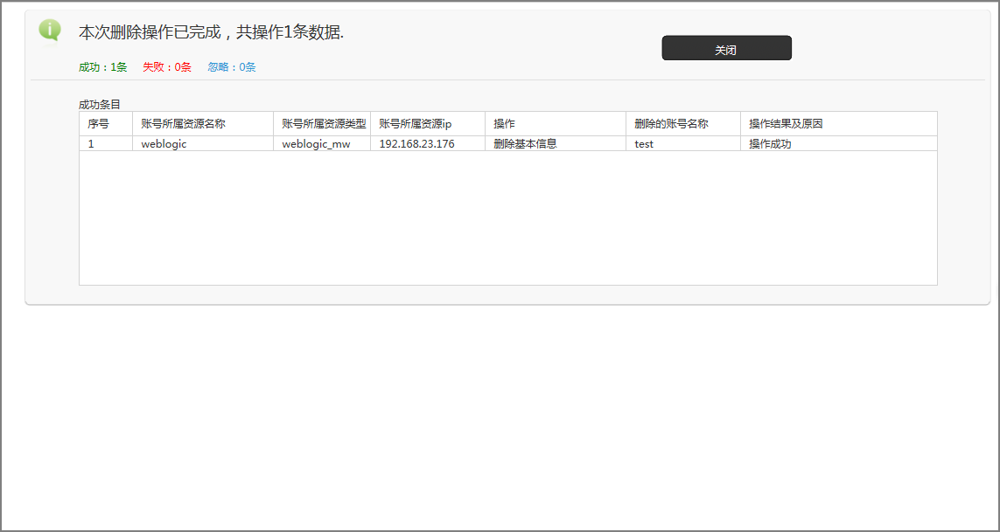 本次删除操作已完成，共操作1条数据.
关闭
成功：1条 失败：0条 忽略：0条
成功条目
序号 账号所属资源名称 账号所属资源类型 账号所属资源ip 操作 删除的账号名称 操作结果及原因
1 weblogic weblogic_mw 192.168.23.176 删除基本信息 test 操作成功